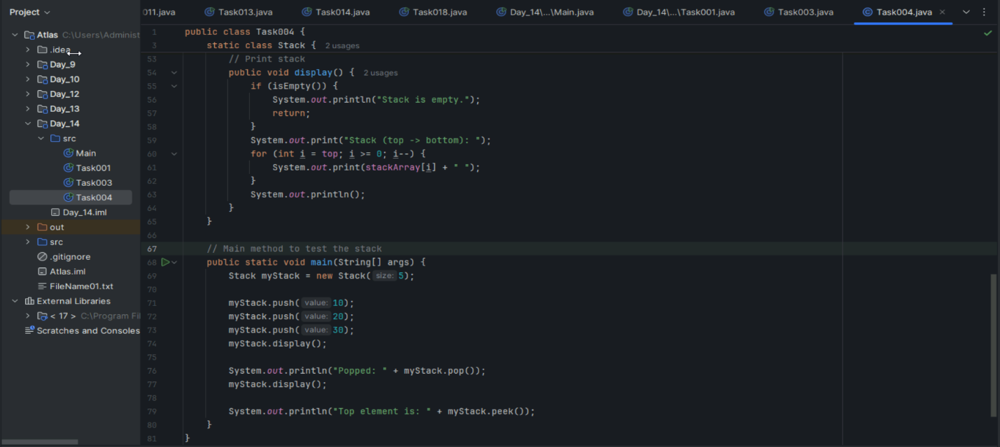 Project
011.java Task013.java Task014.java Task018.java Day_14\...\Main.java Day_14\...\Task001.java Task003.java Task004.java
Atlas C:\Users\Administ
.idea
Day_9
Day_10
Day_12
Day_13
Day_14
src
Main
Task001
Task003
Task004
Day_14.iml
out
src
.gitignore
Atlas.iml
FileName01.txt
External Libraries
< 17 > C:\Program Fil
Scratches and Consoles
1 public class Task004 {
3 static class Stack { 2 usages
53 // Print stack
54 public void display() { 2 usages
55 if (isEmpty()) {
56 System.out.println("Stack is empty.");
57 return;
58 }
59 System.out.print("Stack (top -> bottom): ");
60 for (int i = top; i >= 0; i--) {
61 System.out.print(stackArray[i] + " ");
62 }
63 System.out.println();
64 }
65 }
66
67 // Main method to test the stack
68 public static void main(String[] args) {
69 Stack myStack = new Stack( size: 5);
70
71 myStack.push( value: 10);
72 myStack.push( value: 20);
73 myStack.push( value: 30);
74 myStack.display();
75
76 System.out.println("Popped: " + myStack.pop());
77 myStack.display();
78
79 System.out.println("Top element is: " + myStack.peek());
80 }
81 }